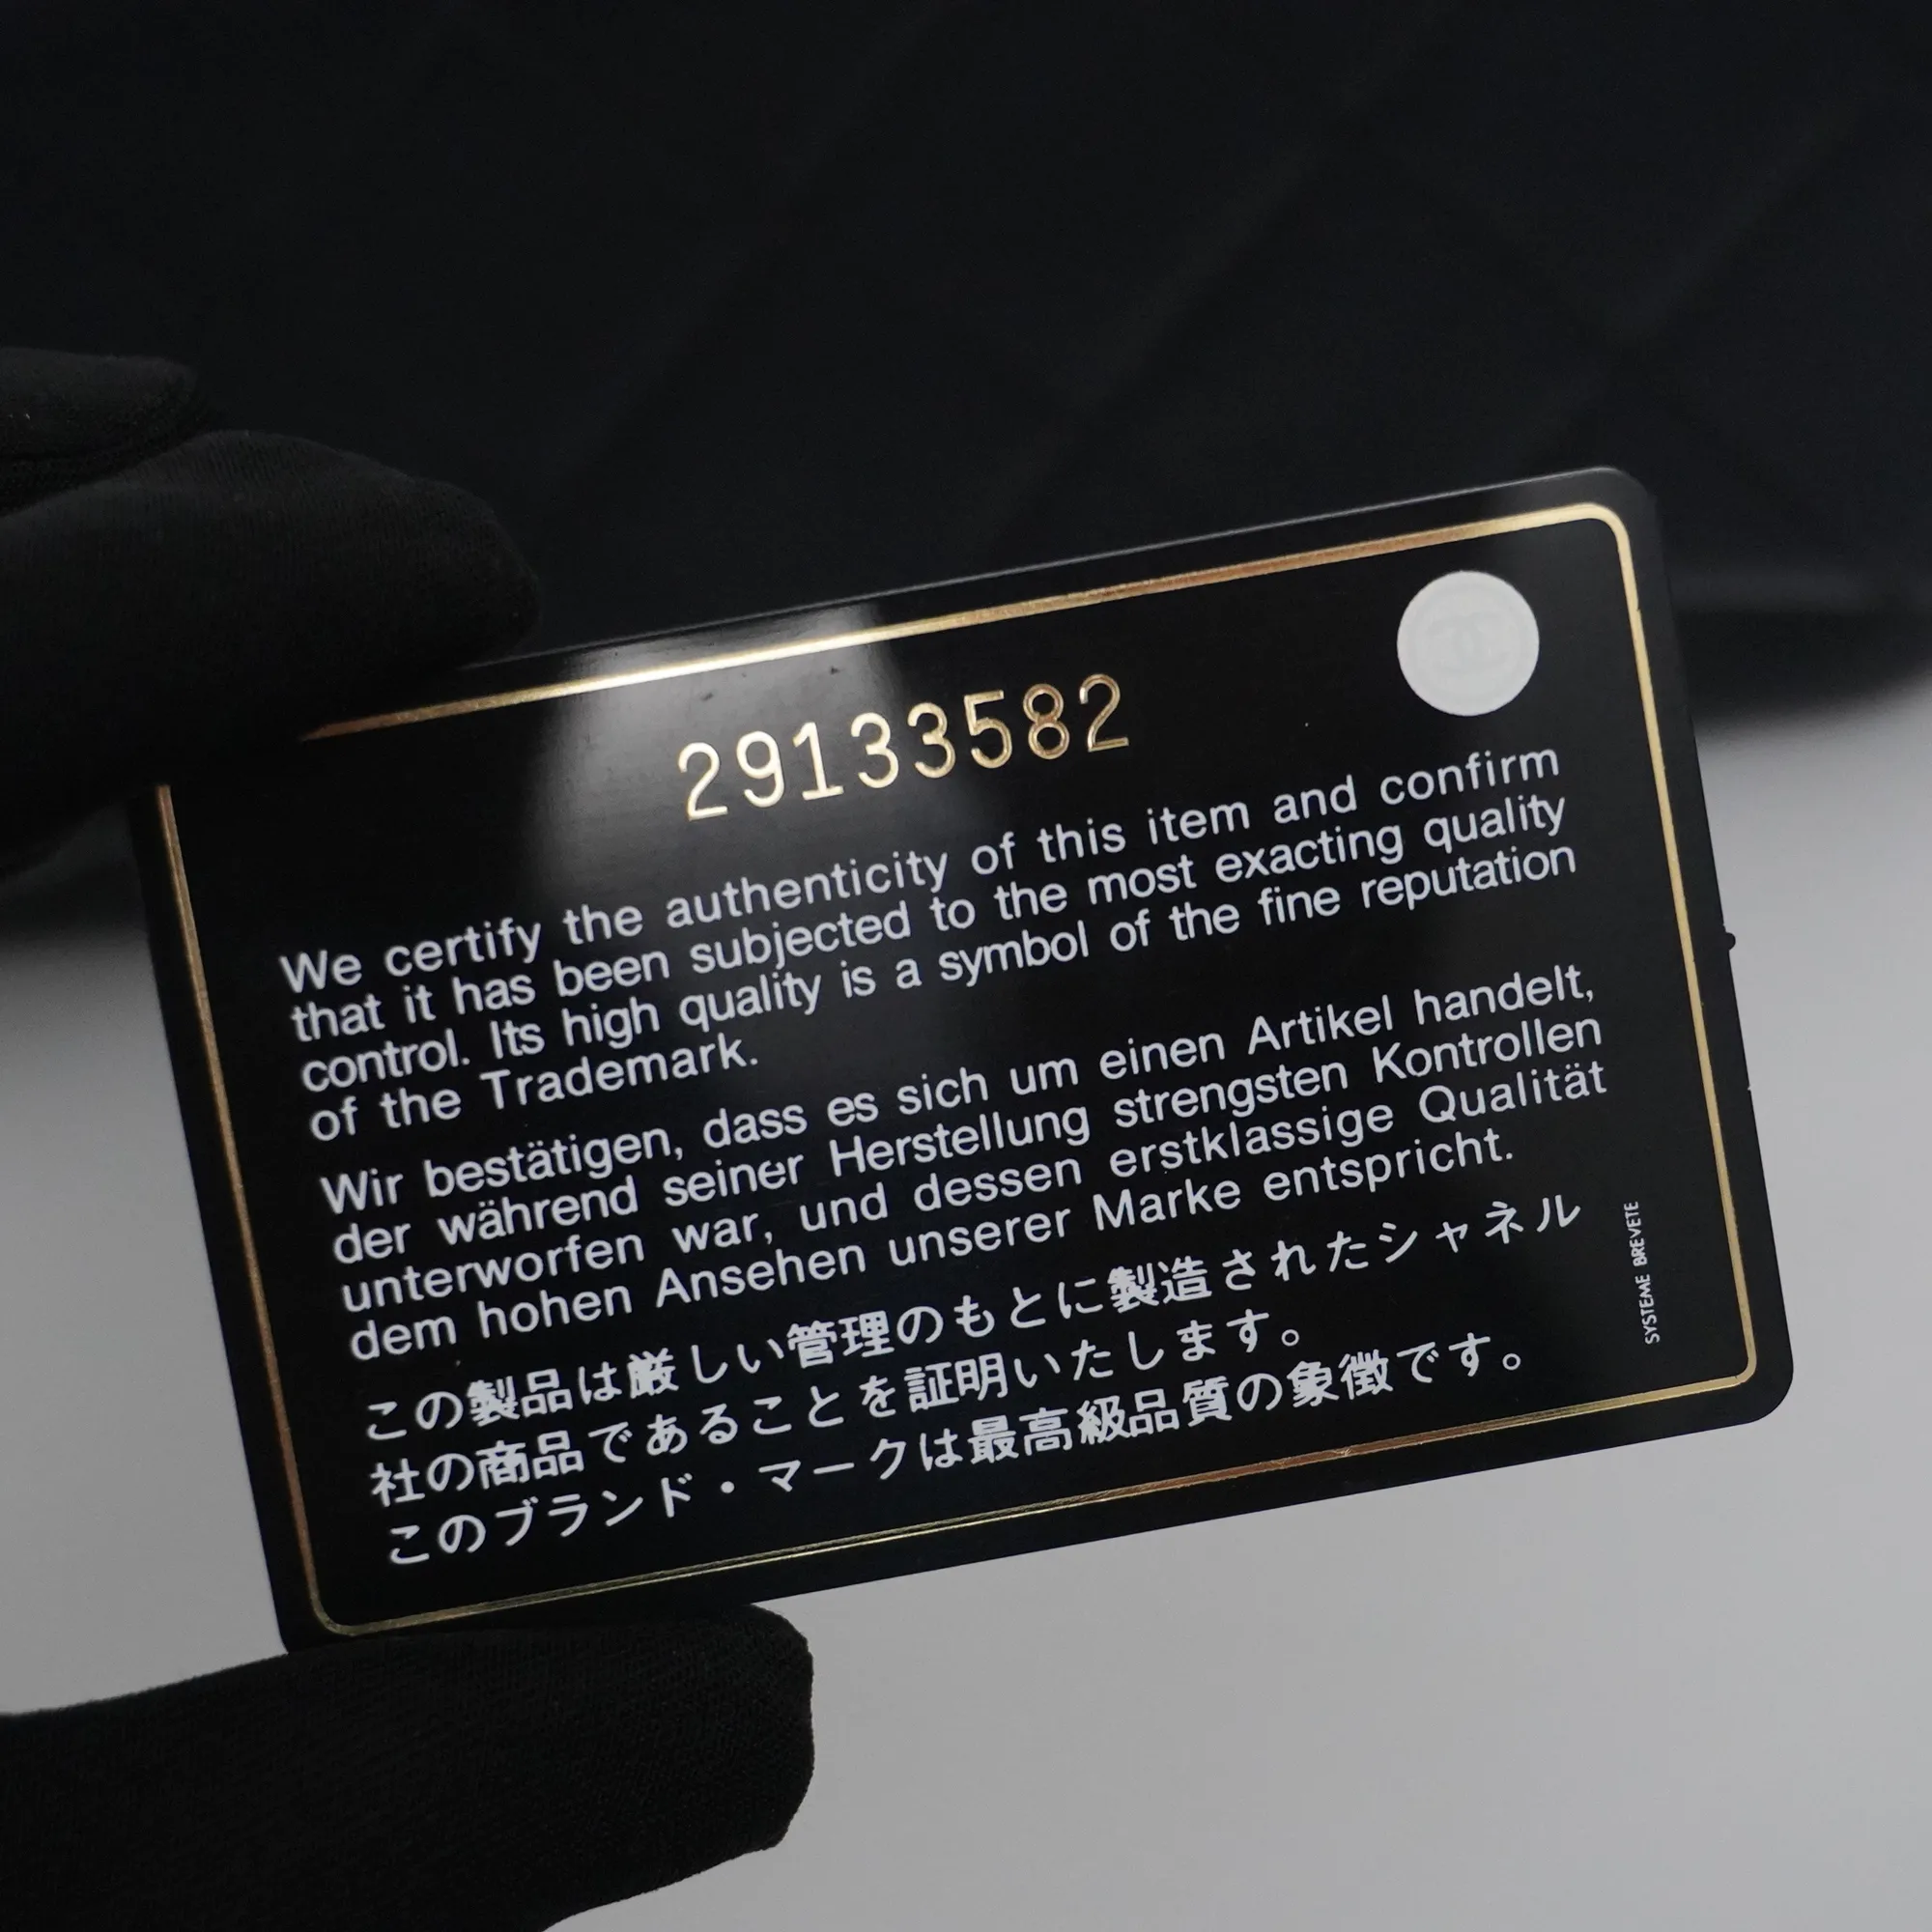 29133582
We certify the authenticity of this item and confirm
that it has been subjected to the most exacting quality
control. Its high quality is a symbol of the fine reputation
of the Trademark.
Wir bestätigen, dass es sich um einen Artikel handelt,
der während seiner Herstellung strengsten Kontrollen
unterworfen war, und dessen erstklassige Qualität
dem hohen Ansehen unserer Marke entspricht.
この製品は厳しい管理のもとに製造されたシャネル
社の商品であることを証明いたします。
このブランド・マークは最高級品質の象徴です。
SYSTEME BREVETE